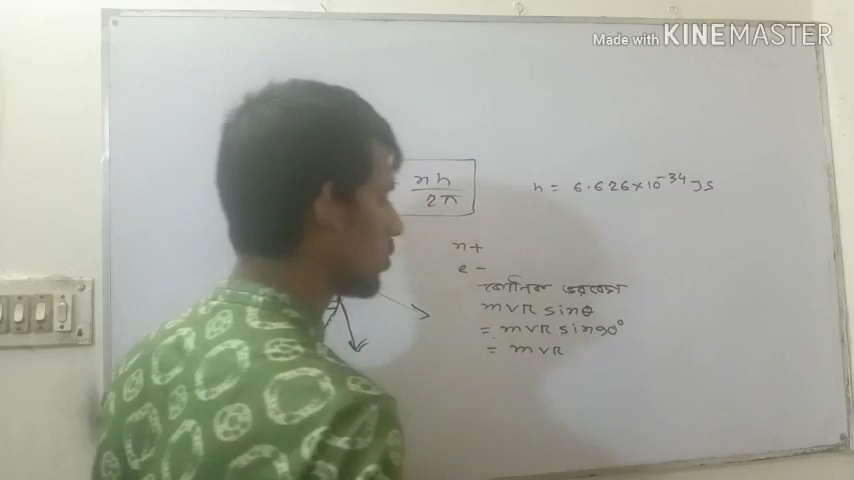 Made with KINEMASTER
nh
2π
h = 6.626×10⁻³⁴ JS
n +
e -
কৌনিক ভরবেগ
mVR sinθ
= mVR sin90°
= mVR